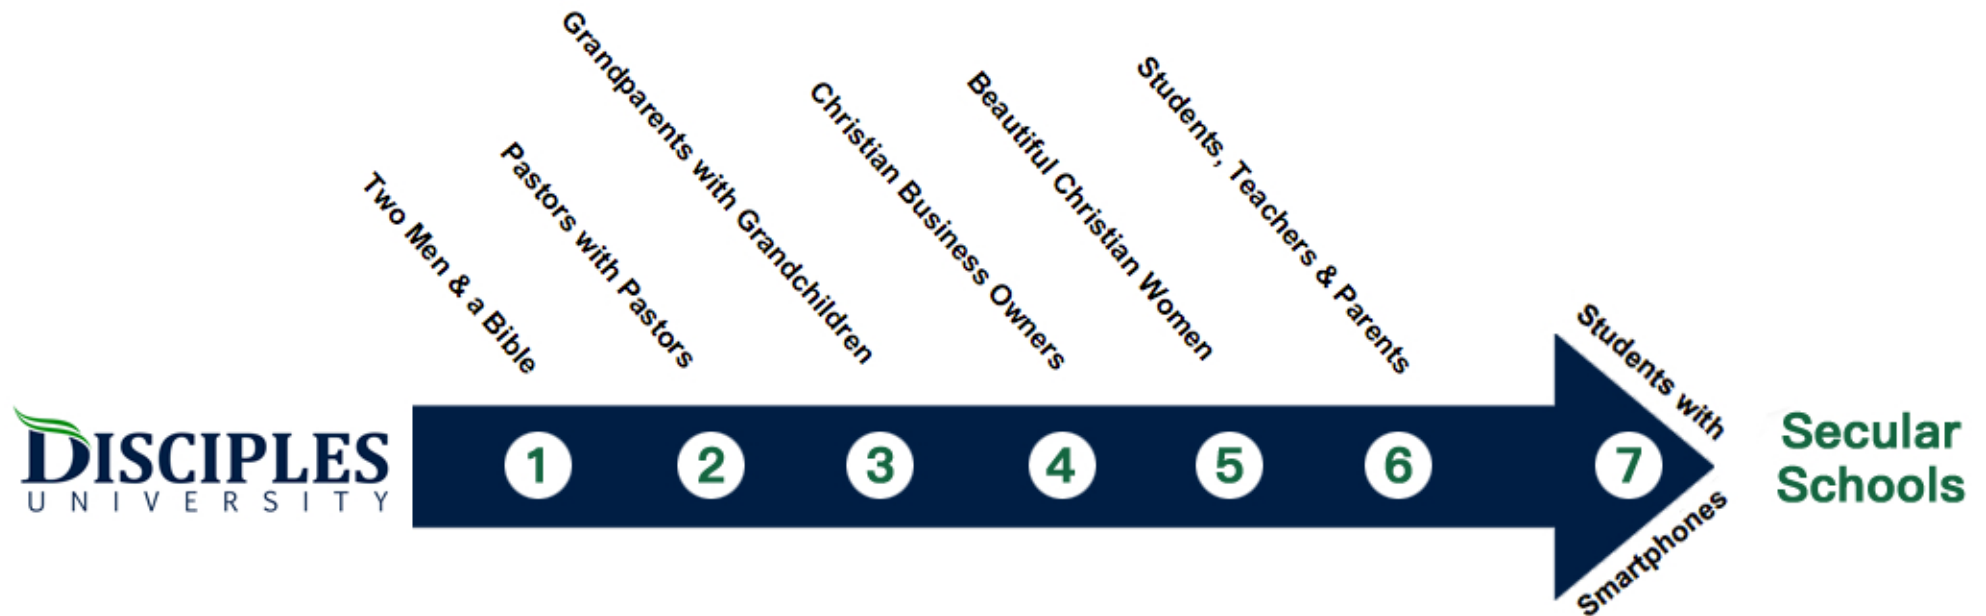 Two Men & a Bible
Pastors with Pastors
Grandparents with Grandchildren
Christian Business Owners
Beautiful Christian Women
Students, Teachers & Parents
Students with
Smartphones
DISCIPLES
UNIVERSITY
1
2
3
4
5
6
7
Secular
Schools